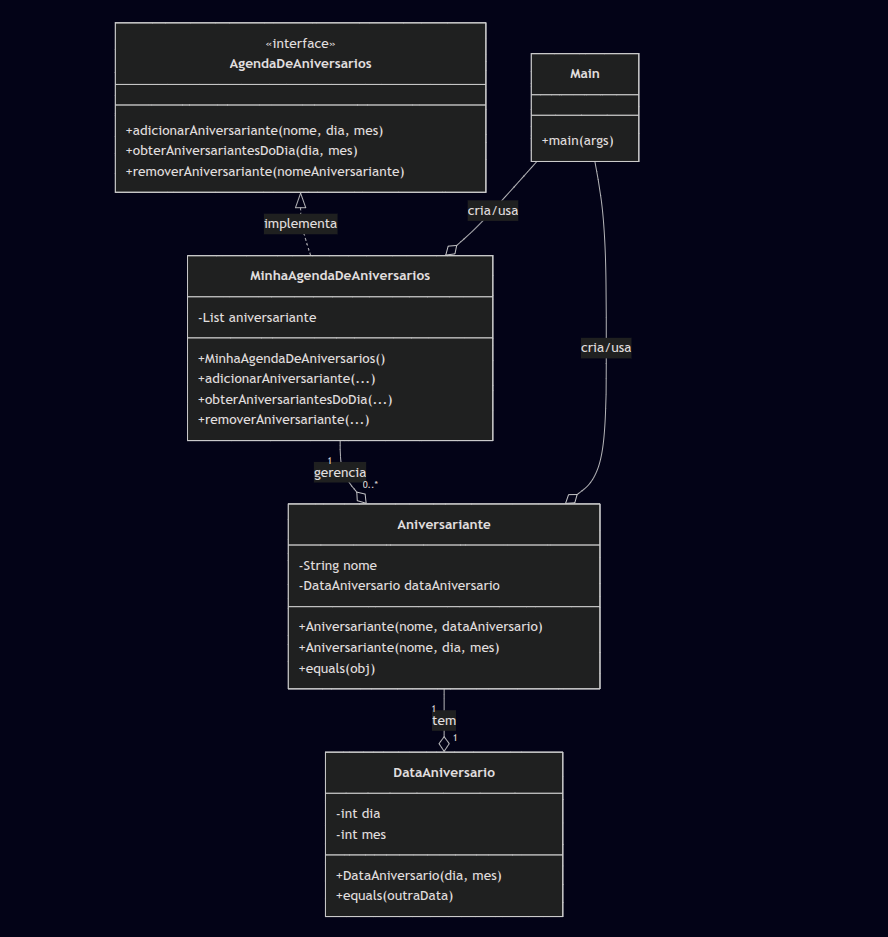 «interface»
AgendaDeAniversarios
+adicionarAniversariante(nome, dia, mes)
+obterAniversariantesDoDia(dia, mes)
+removerAniversariante(nomeAniversariante)
Main
+main(args)
cria/usa
implementa
MinhaAgendaDeAniversarios
-List aniversariante
+MinhaAgendaDeAniversarios()
+adicionarAniversariante(...)
+obterAniversariantesDoDia(...)
+removerAniversariante(...)
cria/usa
1
gerencia
0..*
Aniversariante
-String nome
-DataAniversario dataAniversario
+Aniversariante(nome, dataAniversario)
+Aniversariante(nome, dia, mes)
+equals(obj)
1
tem
1
DataAniversario
-int dia
-int mes
+DataAniversario(dia, mes)
+equals(outraData)